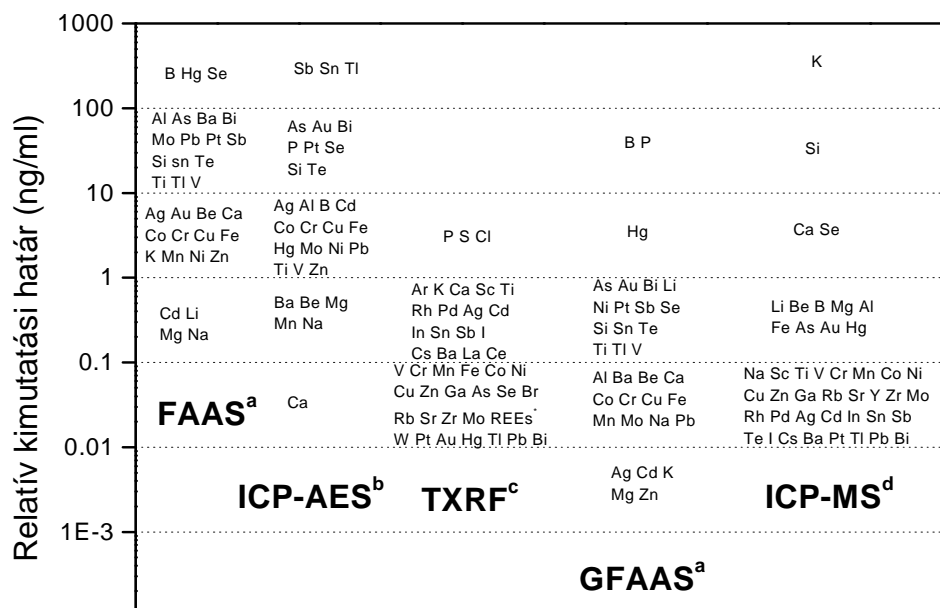 Relatív kimutatási határ (ng/ml)
1000
100
10
1
0.1
0.01
1E-3
B Hg Se
Al As Ba Bi
Mo Pb Pt Sb
Si sn Te
Ti Tl V
Ag Au Be Ca
Co Cr Cu Fe
K Mn Ni Zn
Cd Li
Mg Na
FAASª
Sb Sn Tl
As Au Bi
P Pt Se
Si Te
Ag Al B Cd
Co Cr Cu Fe
Hg Mo Ni Pb
Ti V Zn
Ba Be Mg
Mn Na
Ca
ICP-AESᵇ
P S Cl
Ar K Ca Sc Ti
Rh Pd Ag Cd
In Sn Sb I
Cs Ba La Ce
V Cr Mn Fe Co Ni
Cu Zn Ga As Se Br
Rb Sr Zr Mo REEs*
W Pt Au Hg Tl Pb Bi
TXRFᶜ
B P
Hg
As Au Bi Li
Ni Pt Sb Se
Si Sn Te
Ti Tl V
Al Ba Be Ca
Co Cr Cu Fe
Mn Mo Na Pb
Ag Cd K
Mg Zn
GFAASª
K
Si
Ca Se
Li Be B Mg Al
Fe As Au Hg
Na Sc Ti V Cr Mn Co Ni
Cu Zn Ga Rb Sr Y Zr Mo
Rh Pd Ag Cd In Sn Sb
Te I Cs Ba Pt Tl Pb Bi
ICP-MSᵈ